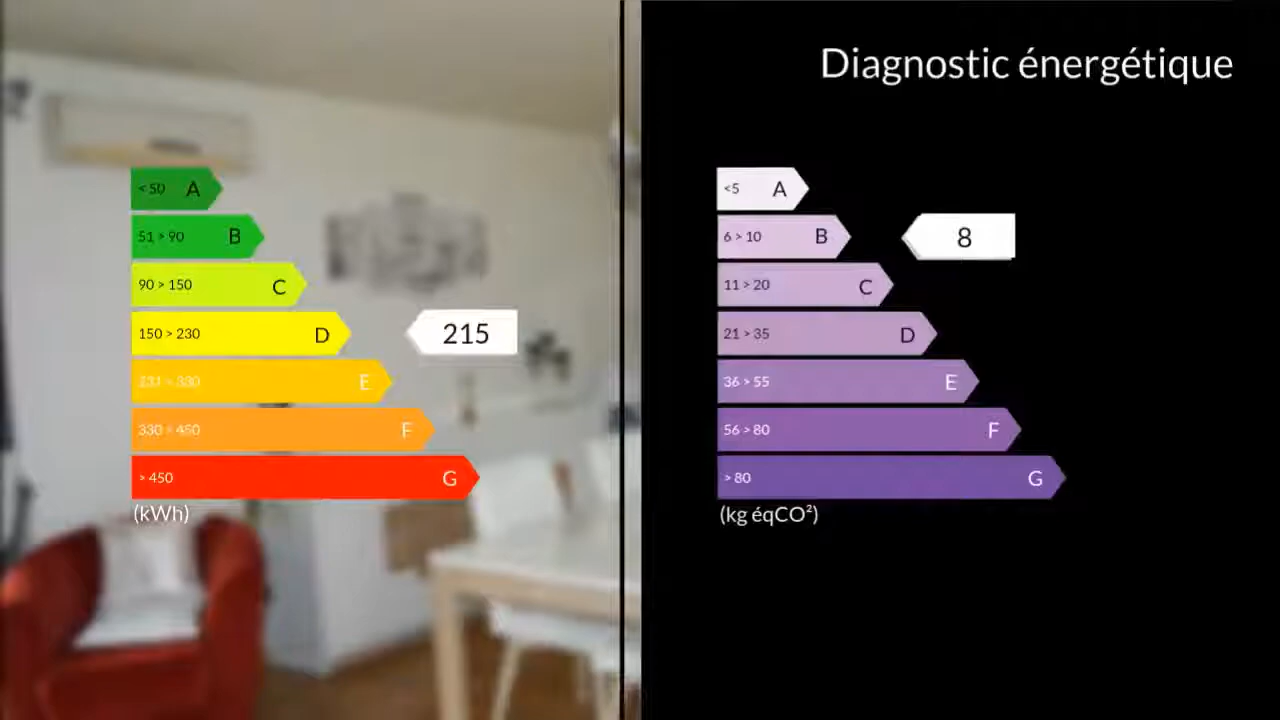 Diagnostic énergétique
<50 A
51 > 90 B
90 > 150 C
150 > 230 D
215
231 > 330 E
330 > 450 F
> 450 G
(kWh)
<5 A
6 > 10 B
8
11 > 20 C
21 > 35 D
36 > 55 E
56 > 80 F
> 80 G
(kg éqCO²)